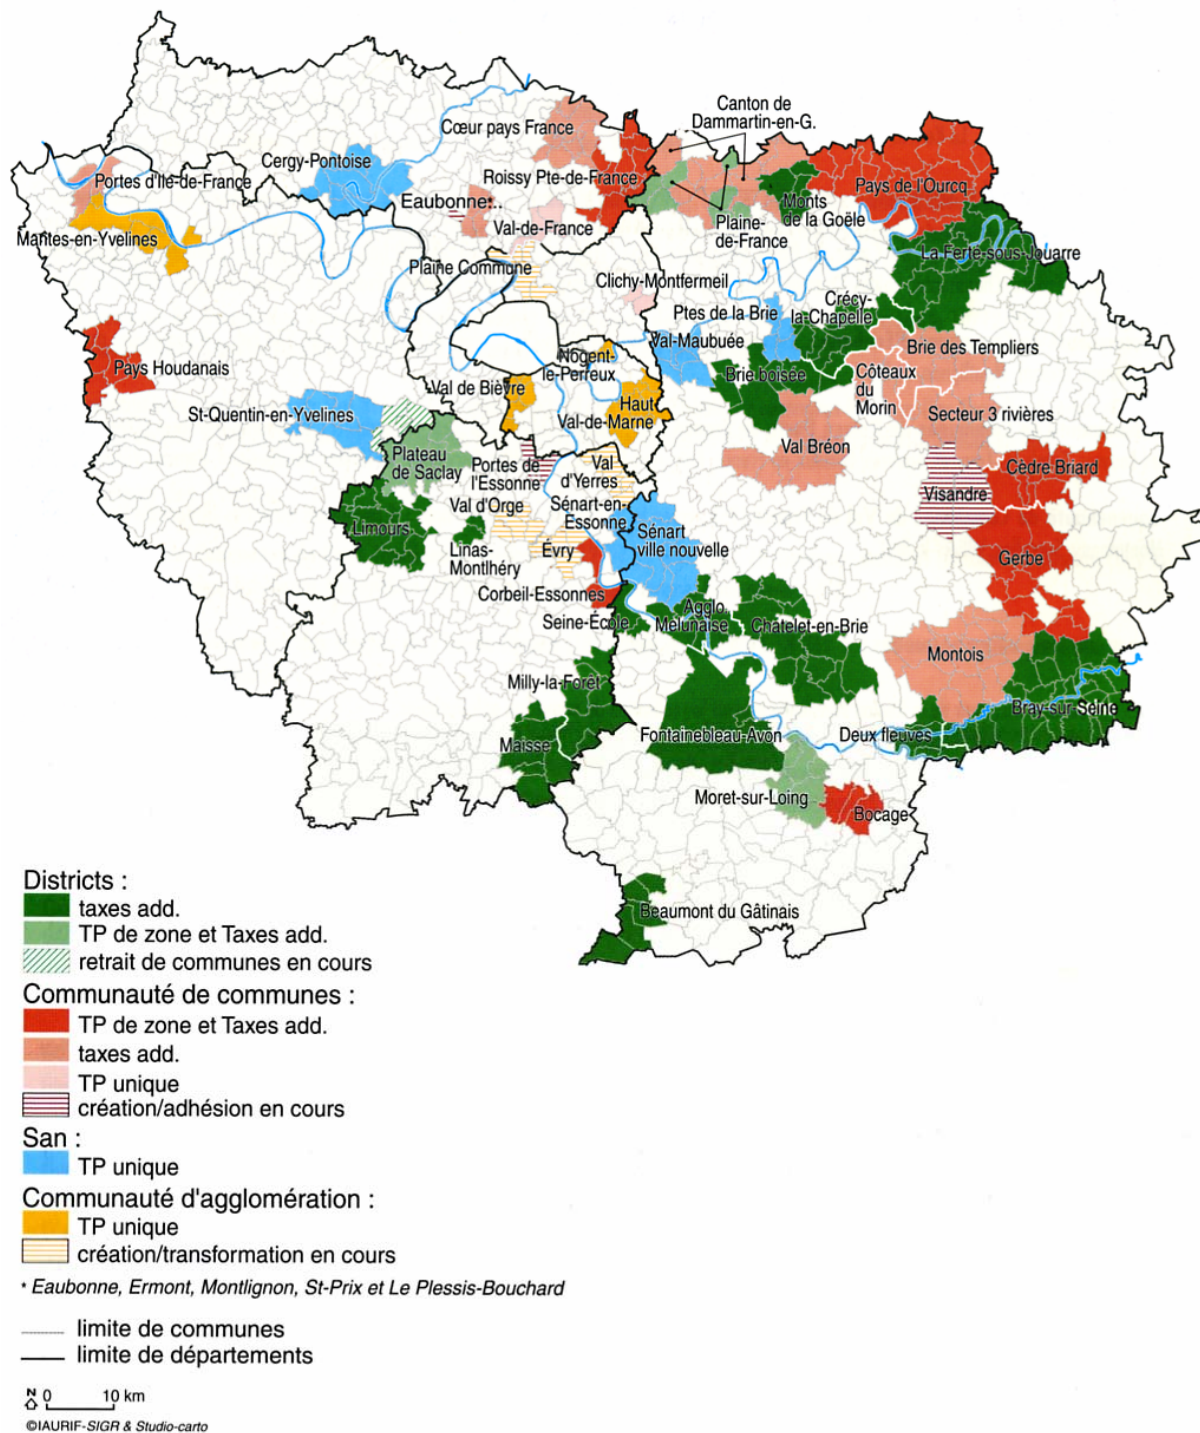 Canton de
Dammartin-en-G.
Cœur pays France
Cergy-Pontoise
Roissy Pte-de-France
Portes d'Ile-de-France
Pays de l'Ourcq
Eaubonne...
Monts
de la Goële
Val-de-France
Plaine-
de-France
Mantes-en-Yvelines
La Ferté-sous-Jouarre
Plaine Commune
Clichy-Montfermeil
Crécy-
la-Chapelle
Ptes de la Brie
Val-Maubuée
Brie des Templiers
Nogent-
le-Perreux
Pays Houdanais
Brie boisée
Côteaux
du
Morin
Val de Bièvre
Haut
Val-de-Marne
St-Quentin-en-Yvelines
Secteur 3 rivières
Val Bréon
Plateau
de Saclay
Portes de
l'Essonne
Val
d'Yerres
Cèdre Briard
Visandre
Val d'Orge
Sénart-en-
Essonne
Limours
Sénart
ville nouvelle
Linas-
Montlhéry
Évry
Gerbe
Corbeil-Essonnes
Agglo
Melunaise
Seine-École
Chatelet-en-Brie
Montois
Milly-la-Foret
Bray-sur-Seine
Maisse
Fontainebleau-Avon
Deux fleuves
Moret-sur-Loing
Bocage
Beaumont du Gâtinais
Districts :
taxes add.
TP de zone et Taxes add.
retrait de communes en cours
Communauté de communes :
TP de zone et Taxes add.
taxes add.
TP unique
création/adhésion en cours
San :
TP unique
Communauté d'agglomération :
TP unique
création/transformation en cours
* Eaubonne, Ermont, Montlignon, St-Prix et Le Plessis-Bouchard
limite de communes
limite de départements
N 0 10 km
©IAURIF-SIGR & Studio-carto